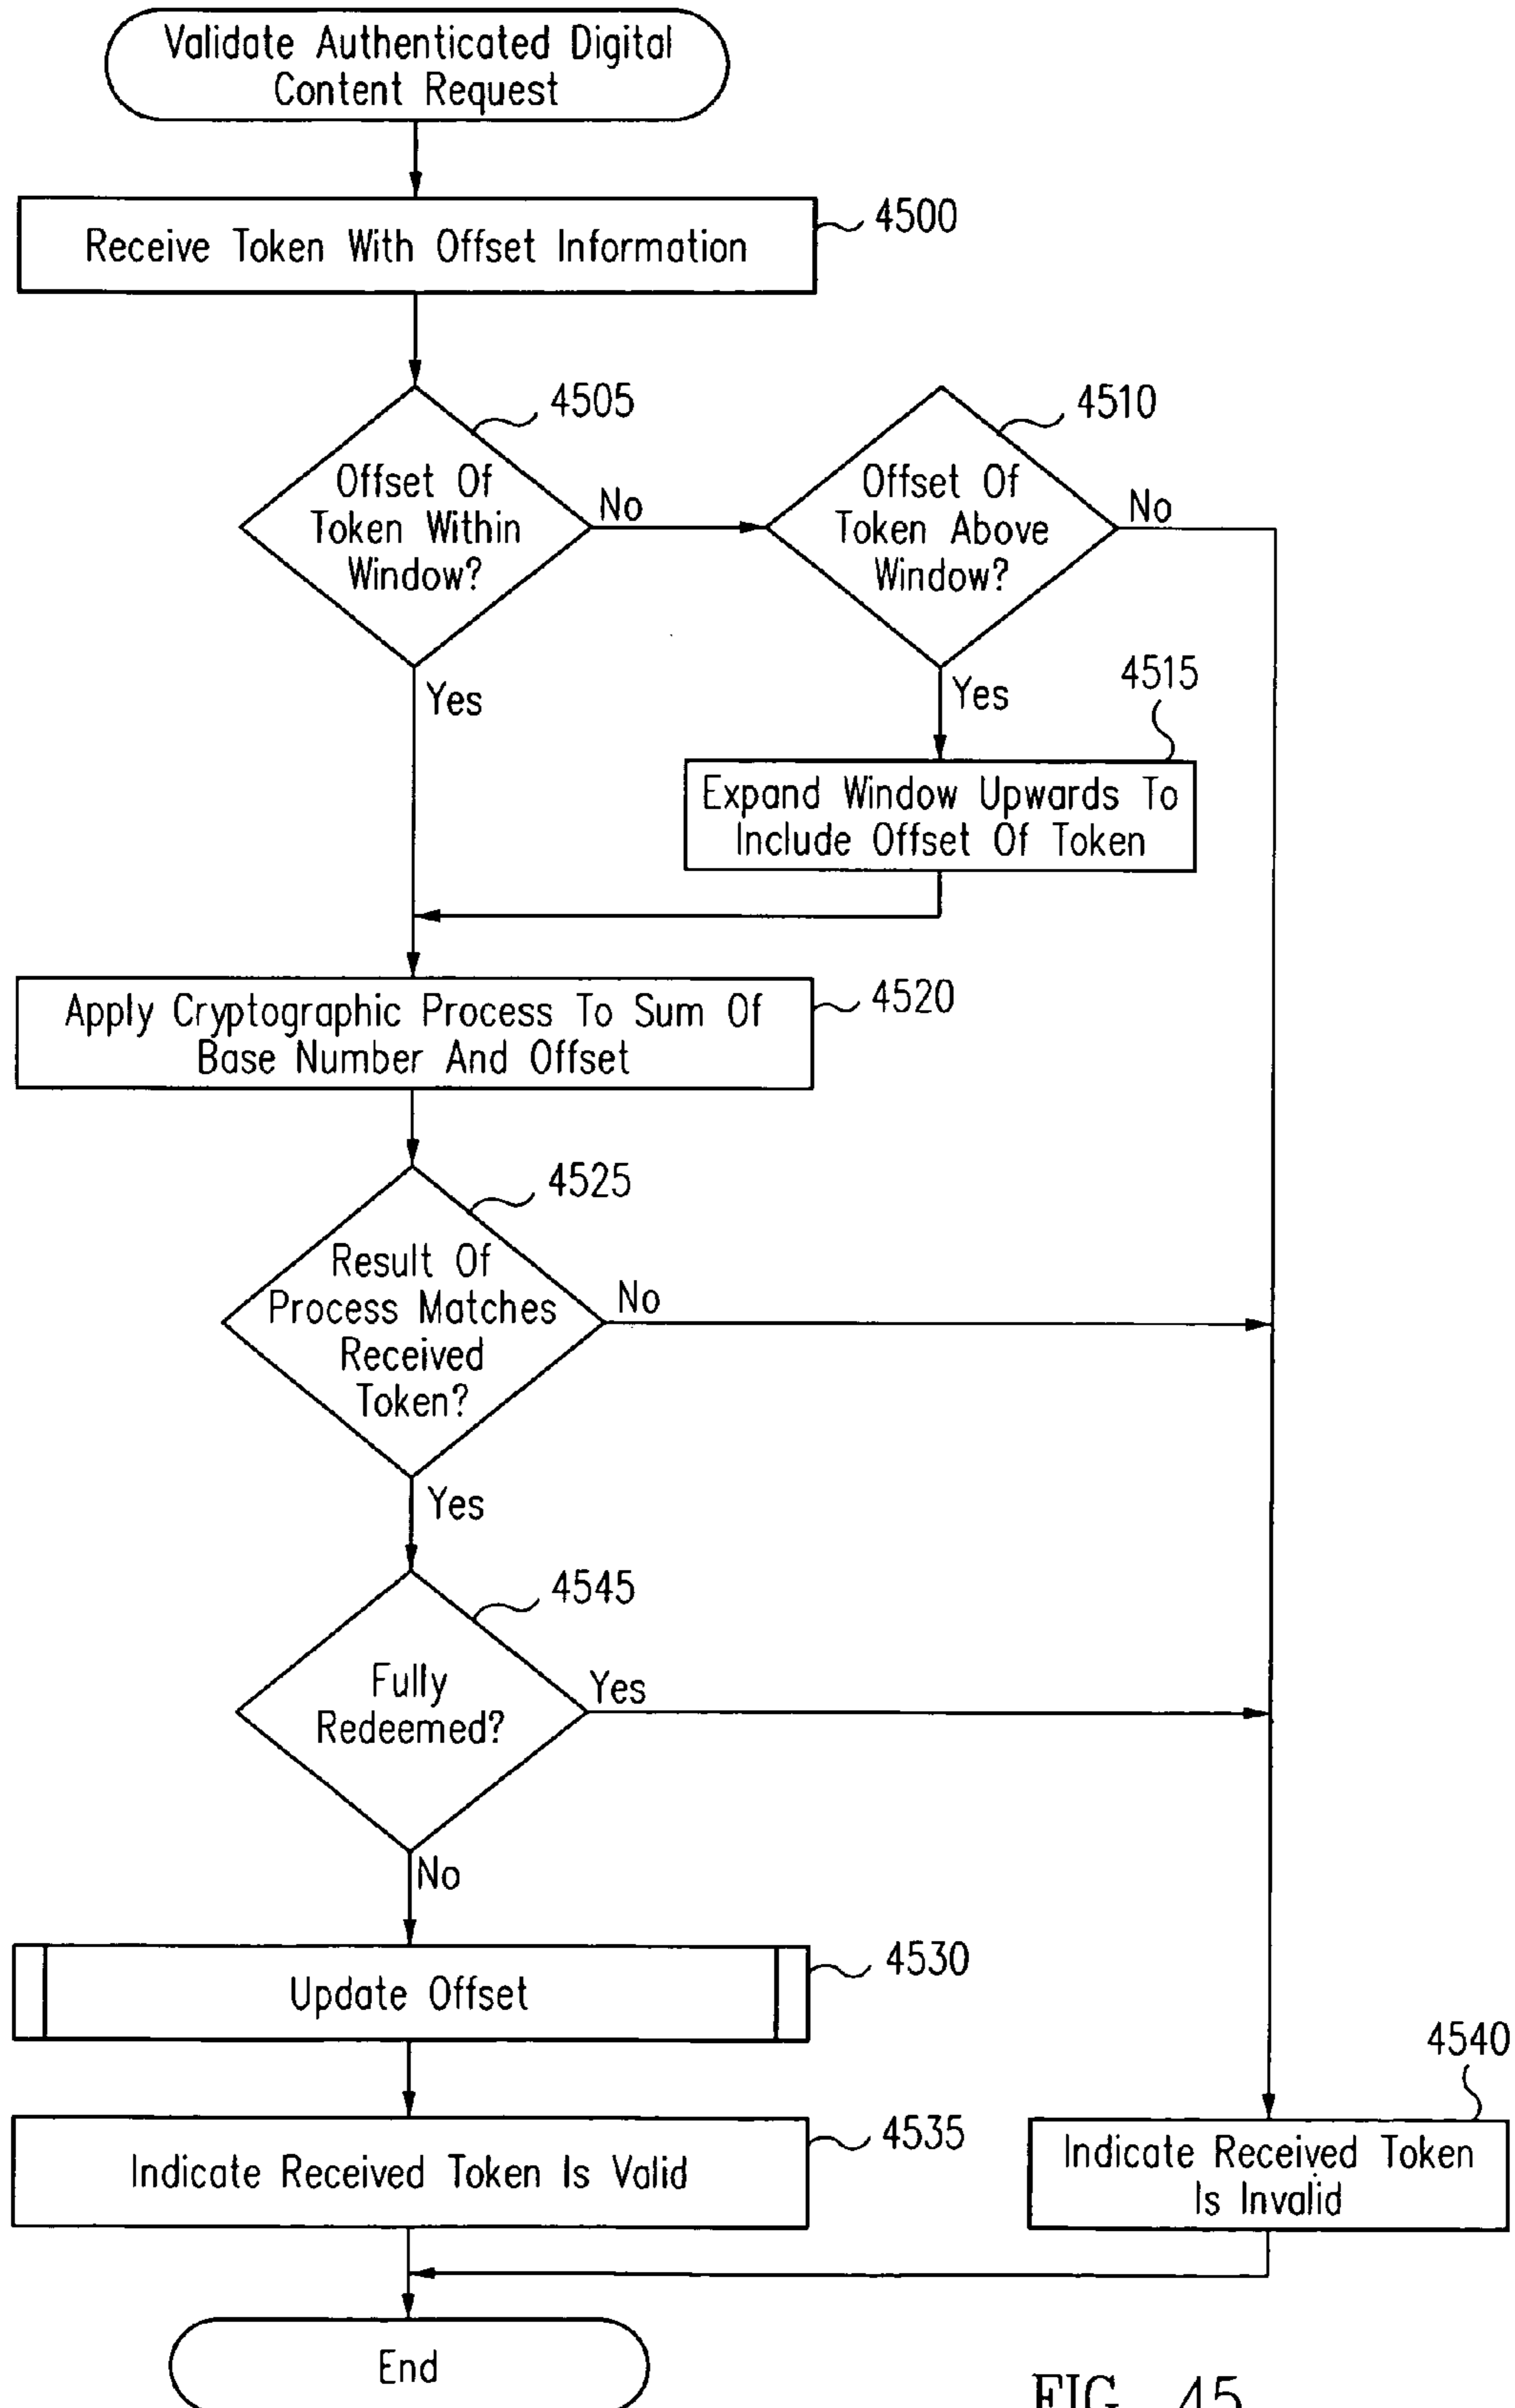 Validate Authenticated Digital
Content Request
4500
Receive Token With Offset Information
4505
4510
Offset Of
Token Within
Window?
No
Offset Of
Token Above
Window?
No
Yes
Yes
4515
Expand Window Upwards To
Include Offset Of Token
Apply Cryptographic Process To Sum Of
Base Number And Offset
4520
4525
Result Of
Process Matches
Received
Token?
No
Yes
4545
Fully
Redeemed?
Yes
No
Update Offset
4530
4540
Indicate Received Token Is Valid
4535
Indicate Received Token
Is Invalid
End
FIG. 45